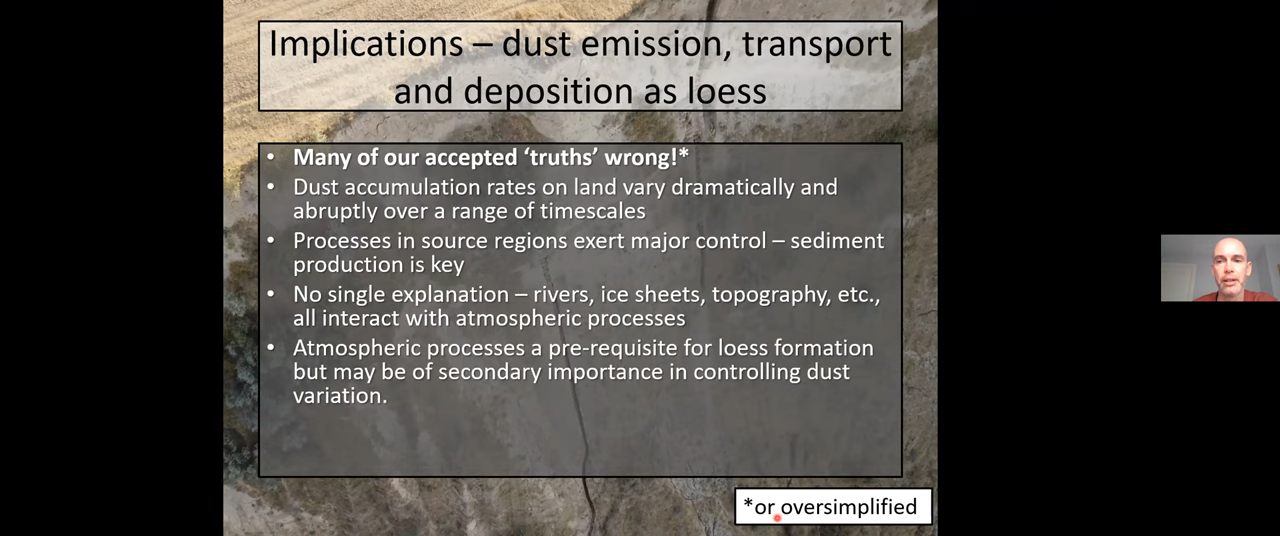 Implications – dust emission, transport
and deposition as loess
• Many of our accepted ‘truths’ wrong!*
• Dust accumulation rates on land vary dramatically and
abruptly over a range of timescales
• Processes in source regions exert major control – sediment
production is key
• No single explanation – rivers, ice sheets, topography, etc.,
all interact with atmospheric processes
• Atmospheric processes a pre-requisite for loess formation
but may be of secondary importance in controlling dust
variation.
*or oversimplified